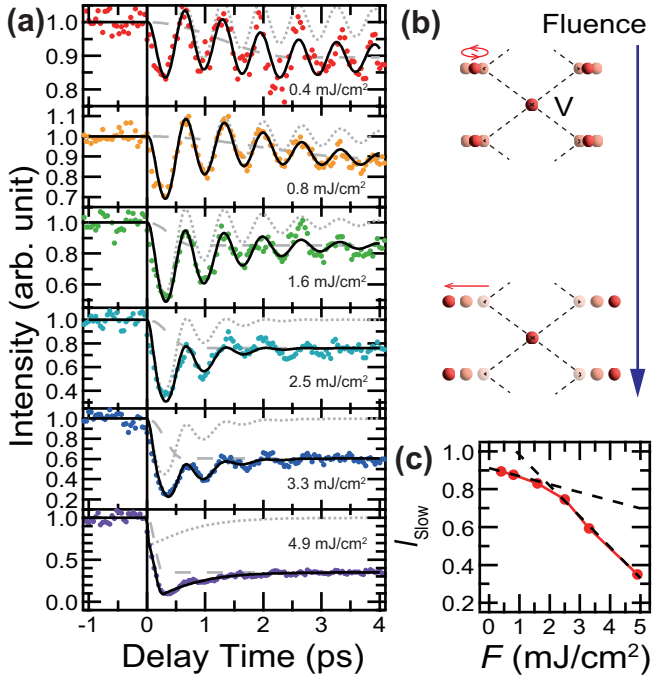 (a)
(b)
Fluence
V
Intensity (arb. unit)
1.0
0.9
0.8
0.4 mJ/cm²
1.1
1.0
0.9
0.8
0.7
0.8 mJ/cm²
1.0
0.8
0.6
1.6 mJ/cm²
1.0
0.8
0.6
0.4
2.5 mJ/cm²
1.0
0.8
0.6
0.4
0.2
3.3 mJ/cm²
1.0
0.5
0.0
4.9 mJ/cm²
-1 0 1 2 3 4
Delay Time (ps)
(c)
I_Slow
1.0
0.8
0.6
0.4
0.2
0 1 2 3 4 5
F (mJ/cm²)